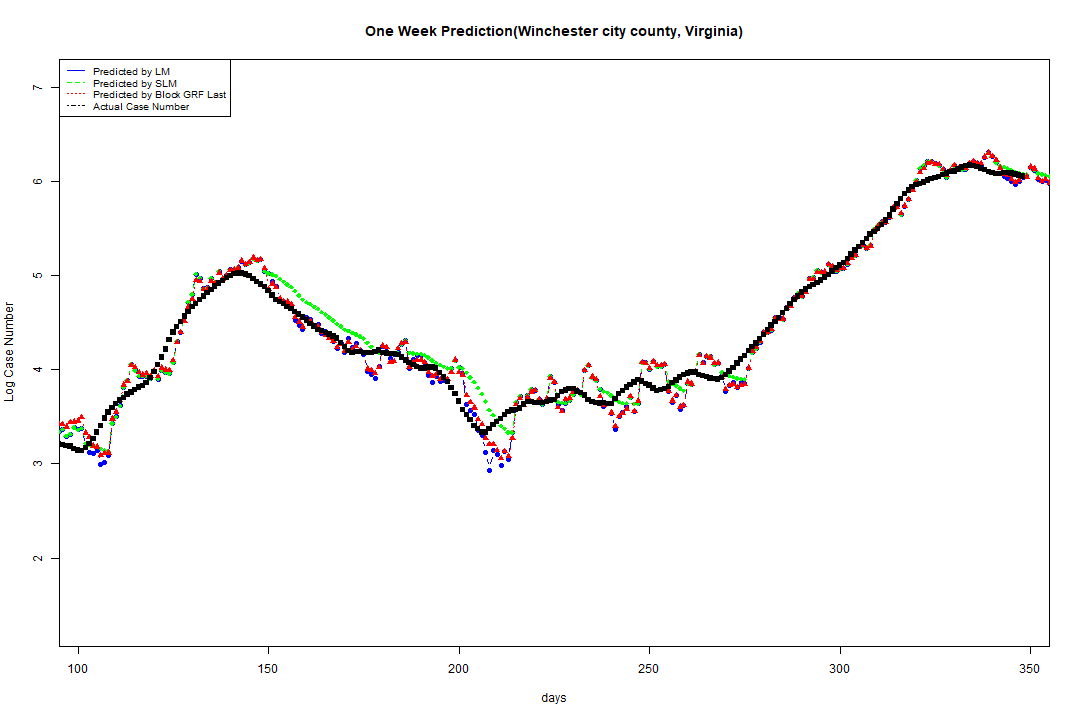 One Week Prediction(Winchester city county, Virginia)
Predicted by LM
Predicted by SLM
Predicted by Block GRF Last
Actual Case Number
7
6
5
4
3
2
Log Case Number
100 150 200 250 300 350
days